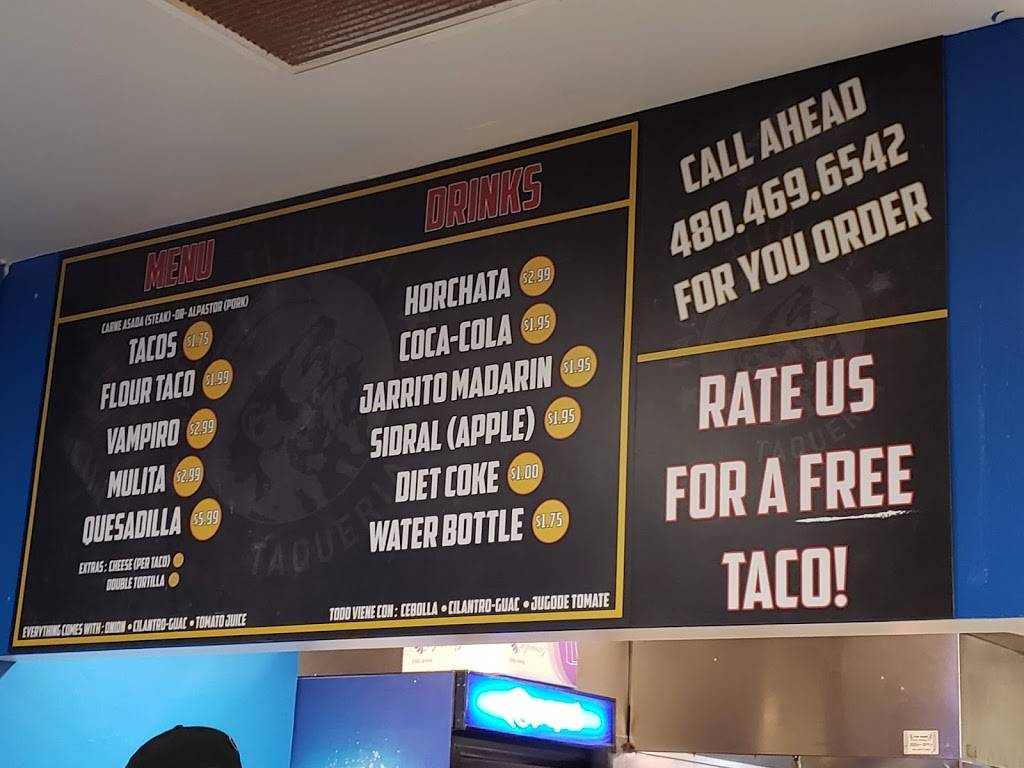 MENU
CARNE ASADA (STEAK) -OR- ALPASTOR (PORK)
TACOS $1.75
FLOUR TACO $1.99
VAMPIRO $2.99
MULITA $2.99
QUESADILLA $5.99
EXTRAS : CHEESE (PER TACO)
DOUBLE TORTILLA
EVERYTHING COMES WITH : ONION • CILANTRO-GUAC • TOMATO JUICE
DRINKS
HORCHATA $2.99
COCA-COLA $1.95
JARRITO MADARIN $1.95
SIDRAL (APPLE) $1.95
DIET COKE $1.00
WATER BOTTLE $1.75
TODO VIENE CON : CEBOLLA • CILANTRO-GUAC • JUGODE TOMATE
CALL AHEAD
480.469.6542
FOR YOU ORDER
RATE US
FOR A FREE
TACO!